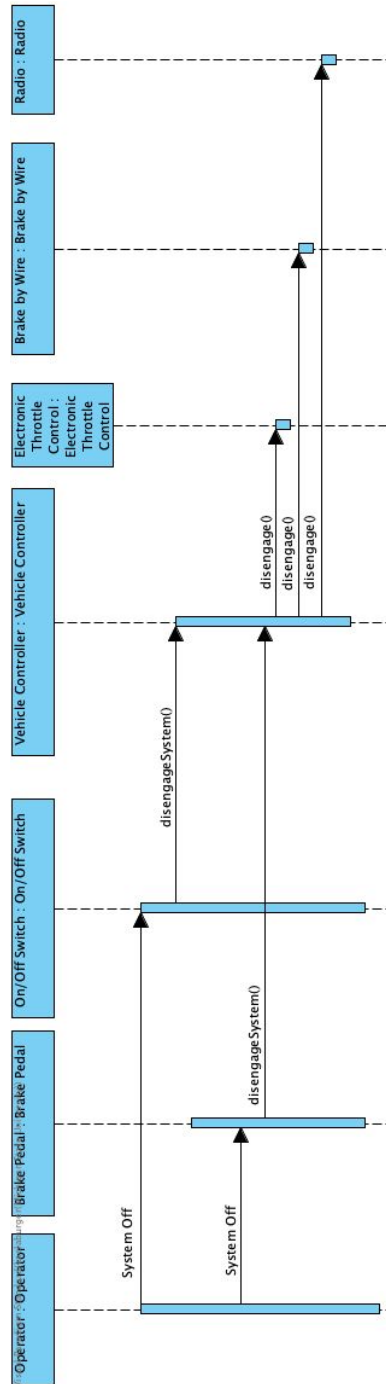 Operator : Operator
Brake Pedal : Brake Pedal
On/Off Switch : On/Off Switch
Vehicle Controller : Vehicle Controller
Electronic
Throttle
Control :
Electronic
Throttle
Control
Brake by Wire : Brake by Wire
Radio : Radio
System Off
disengageSystem()
System Off
disengageSystem()
disengage()
disengage()
disengage()